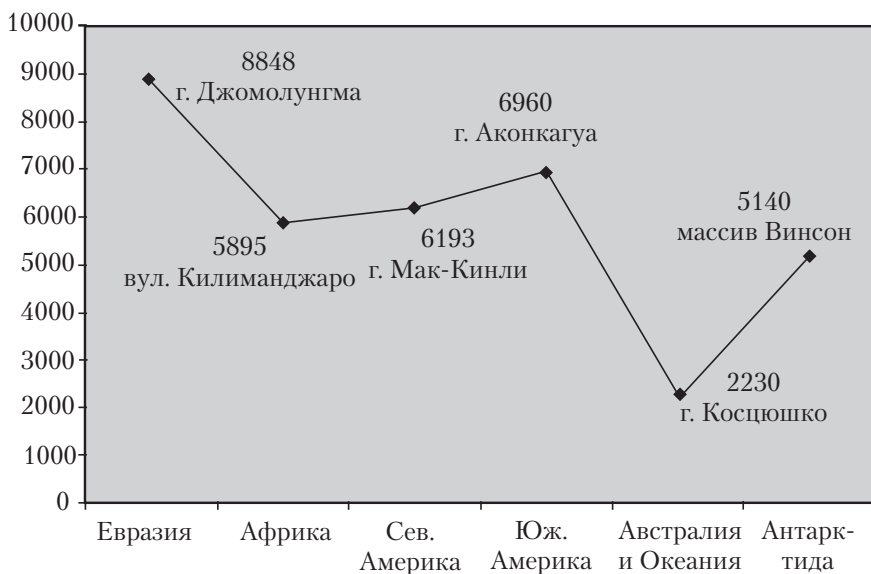 10000
9000
8000
7000
6000
5000
4000
3000
2000
1000
0
8848
г. Джомолунгма
5895
вул. Килиманджаро
6193
г. Мак-Кинли
6960
г. Аконкагуа
2230
г. Косцюшко
5140
массив Винсон
Евразия
Африка
Сев.
Америка
Юж.
Америка
Австралия
и Океания
Антарк-
тида